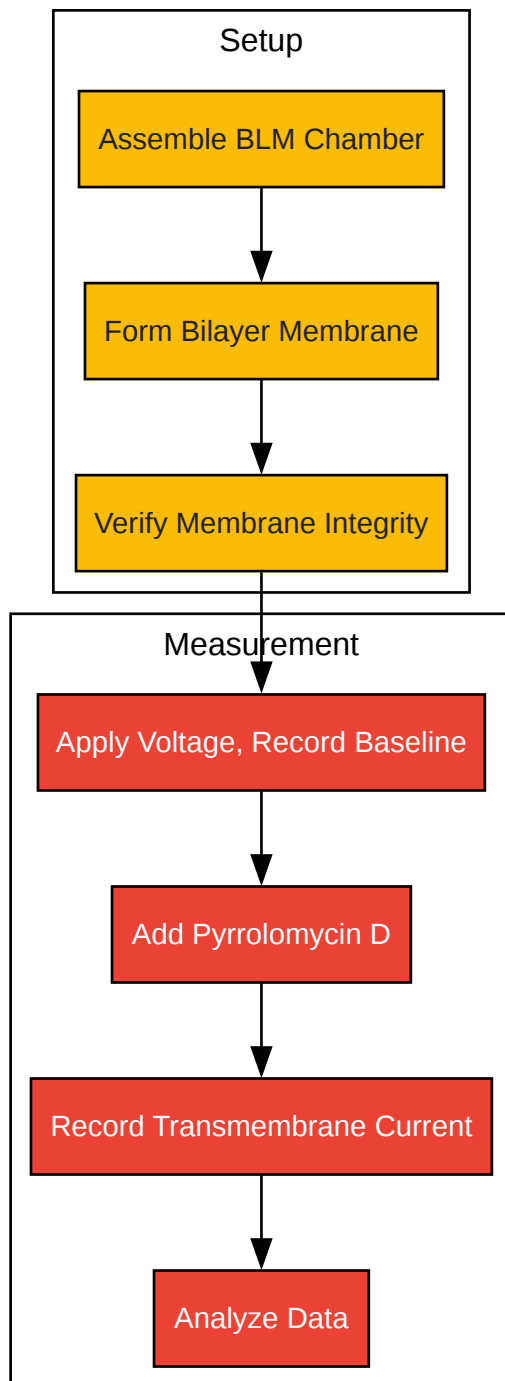 Setup
Assemble BLM Chamber
Form Bilayer Membrane
Verify Membrane Integrity
Measurement
Apply Voltage, Record Baseline
Add Pyrrolomycin D
Record Transmembrane Current
Analyze Data